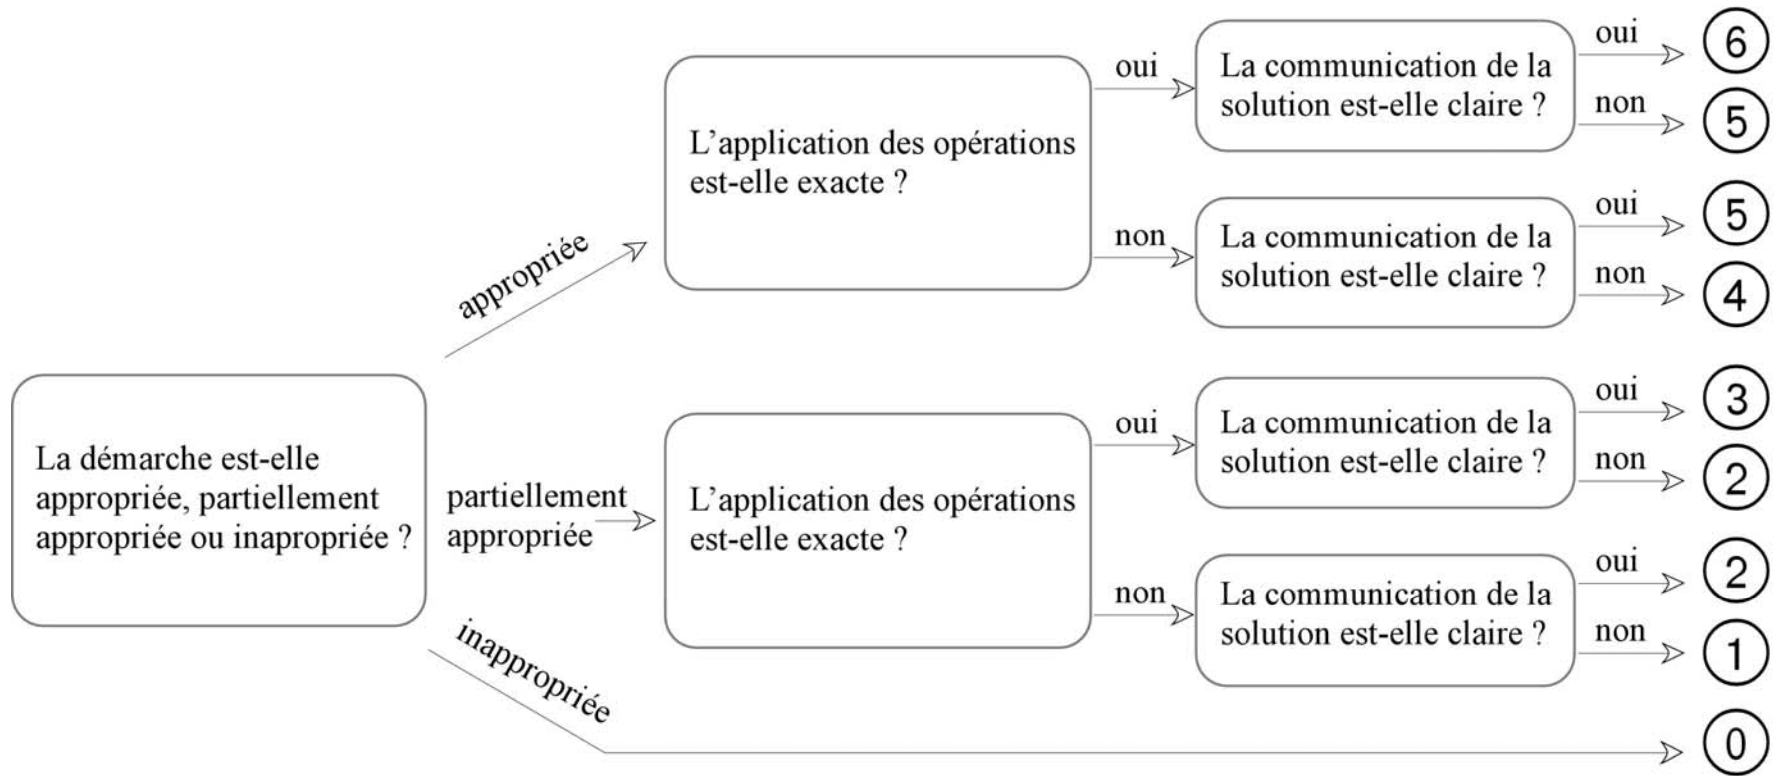 La démarche est-elle
appropriée, partiellement
appropriée ou inapropriée ?
appropriée
L'application des opérations
est-elle exacte ?
oui
La communication de la
solution est-elle claire ?
oui
6
non
5
non
La communication de la
solution est-elle claire ?
oui
5
non
4
partiellement
appropriée
L'application des opérations
est-elle exacte ?
oui
La communication de la
solution est-elle claire ?
oui
3
non
2
non
La communication de la
solution est-elle claire ?
oui
2
non
1
inappropriée
0